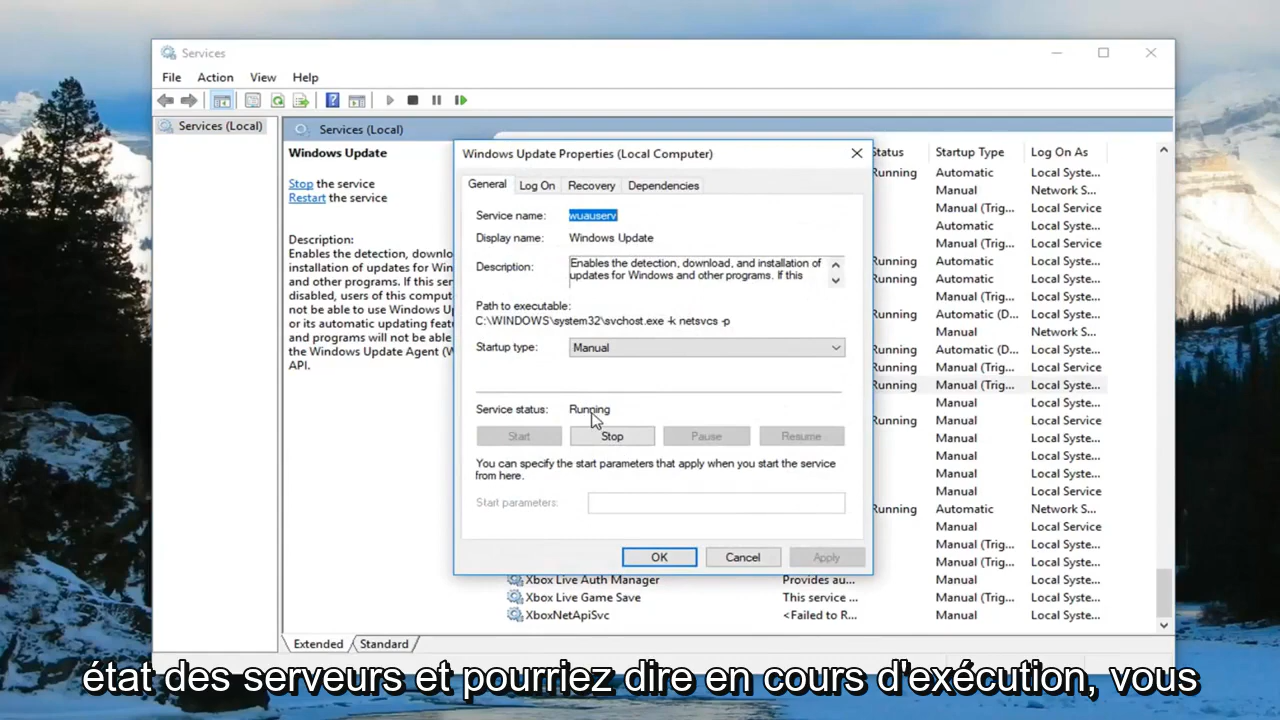 Services
File Action View Help
Services (Local)
Services (Local)
Windows Update
Stop the service
Restart the service
Description:
Enables the detection, downlo
installation of updates for Win
and other programs. If this ser
disabled, users of this compute
not be able to use Windows Up
or its automatic updating featu
and programs will not be able
the Windows Update Agent (W
API.
Windows Update Properties (Local Computer)
General Log On Recovery Dependencies
Service name: wuauserv
Display name: Windows Update
Description: Enables the detection, download, and installation of
updates for Windows and other programs. If this
Path to executable:
C:\WINDOWS\system32\svchost.exe -k netsvcs -p
Startup type: Manual
Service status: Running
Start Stop Pause Resume
You can specify the start parameters that apply when you start the service
from here.
Start parameters:
OK Cancel Apply
Status Startup Type Log On As
Running Automatic Local Syste...
Manual Network S...
Manual (Trig... Local Service
Automatic Local Syste...
Manual (Trig... Local Syste...
Running Automatic Local Syste...
Running Manual Local Syste...
Running Automatic Local Service
Running Automatic (D... Local Syste...
Manual Network S...
Running Automatic (D... Local Syste...
Running Manual (Trig... Local Service
Running Manual (Trig... Local Syste...
Manual Local Syste...
Running Manual Local Service
Manual Local Syste...
Manual Local Syste...
Manual Local Syste...
Manual Local Service
Running Automatic Network S...
Manual Local Service
Manual (Trig... Local Syste...
Manual Local Syste...
Xbox Live Auth Manager Provides au... Manual Local Syste...
Xbox Live Game Save This service ... Manual (Trig... Local Syste...
XboxNetApiSvc <Failed to R... Manual Local Syste...
Extended Standard
état des serveurs et pourriez dire en cours d'exécution, vous